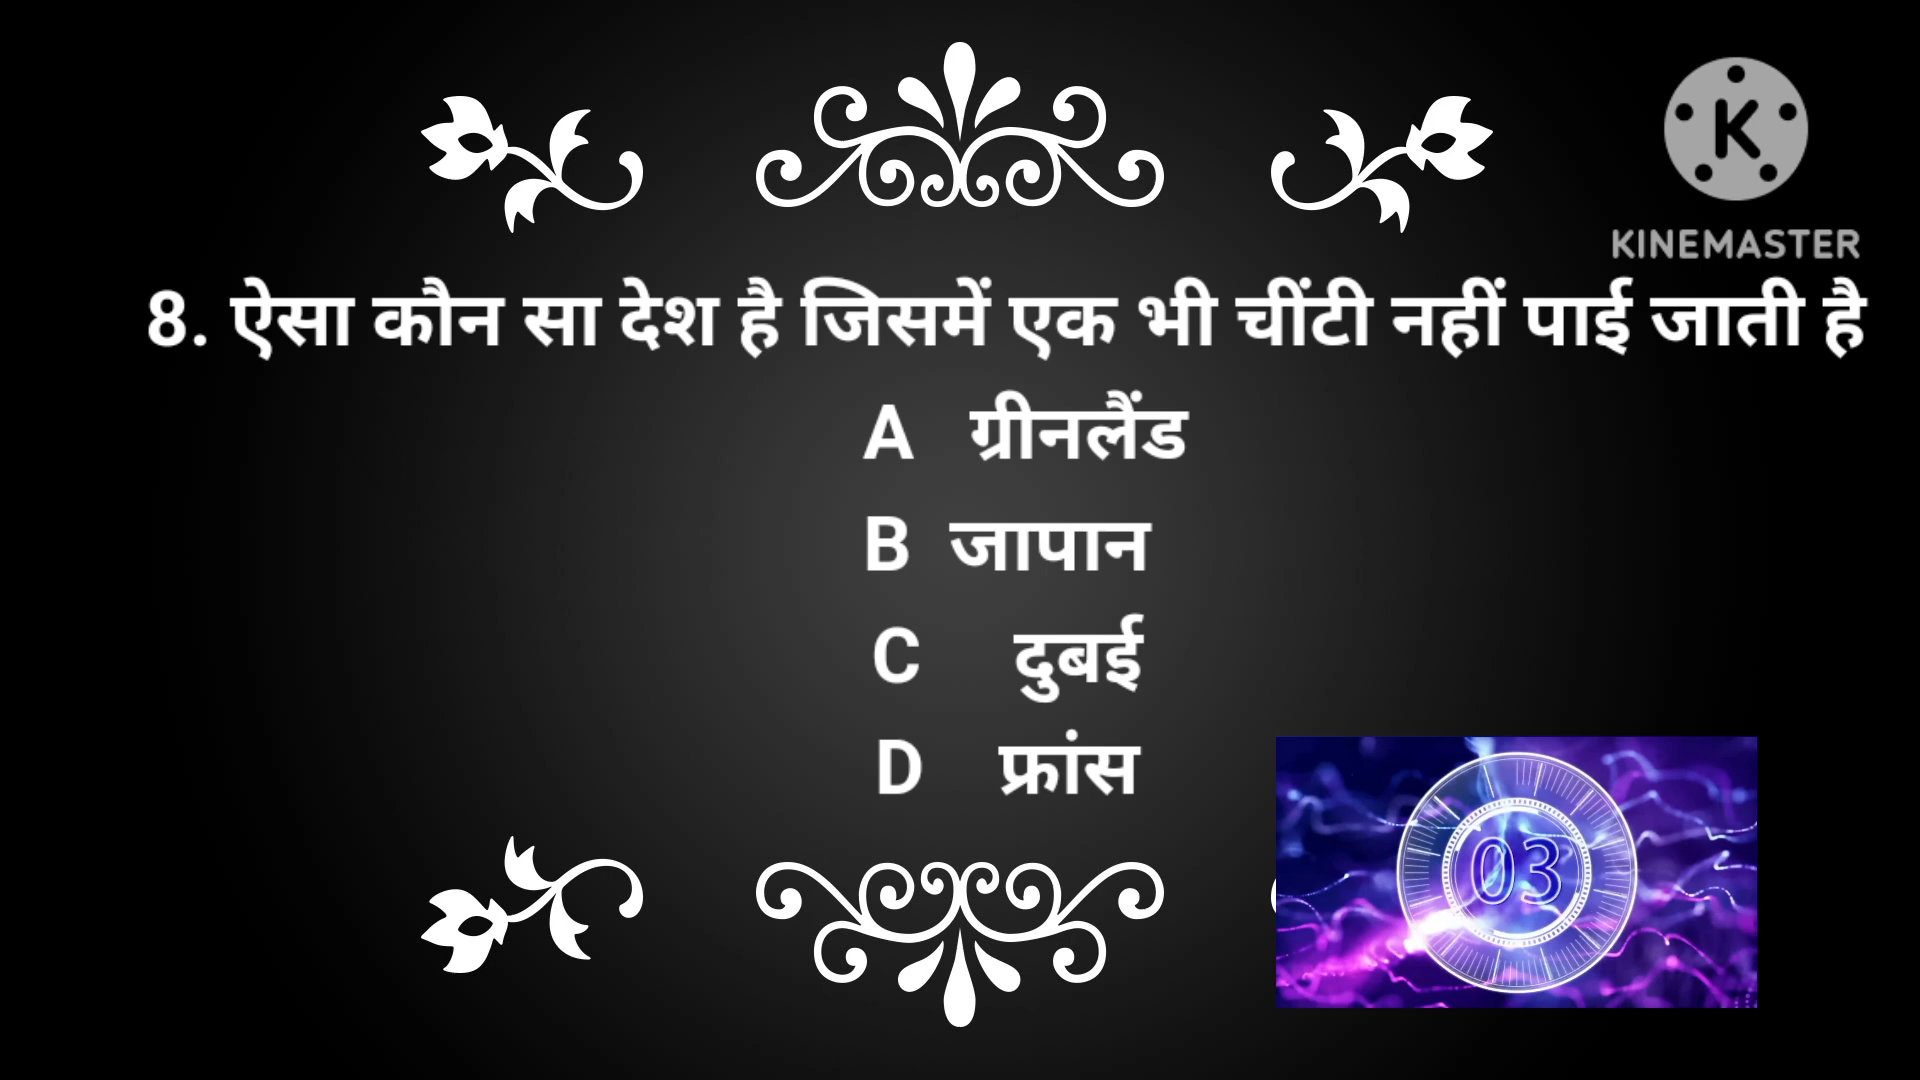 K
KINEMASTER
8. ऐसा कौन सा देश है जिसमें एक भी चींटी नहीं पाई जाती है
A ग्रीनलैंड
B जापान
C दुबई
D फ्रांस
03